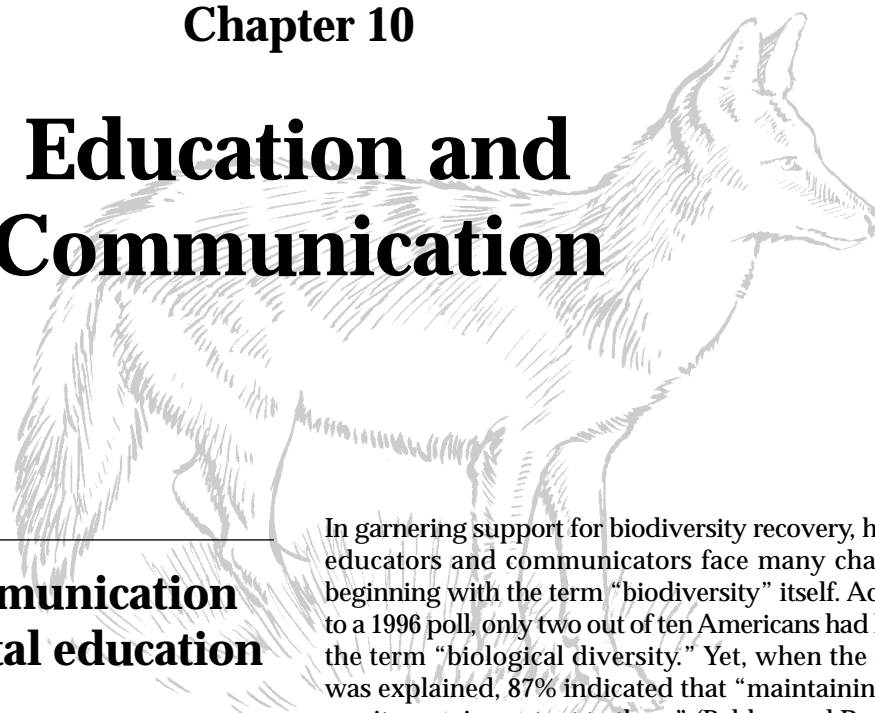 Chapter 10
Education and
Communication
munication
tal education
In garnering support for biodiversity recovery, h
educators and communicators face many cha
beginning with the term “biodiversity” itself. Ac
to a 1996 poll, only two out of ten Americans had
the term “biological diversity.” Yet, when the
was explained, 87% indicated that “maintainin